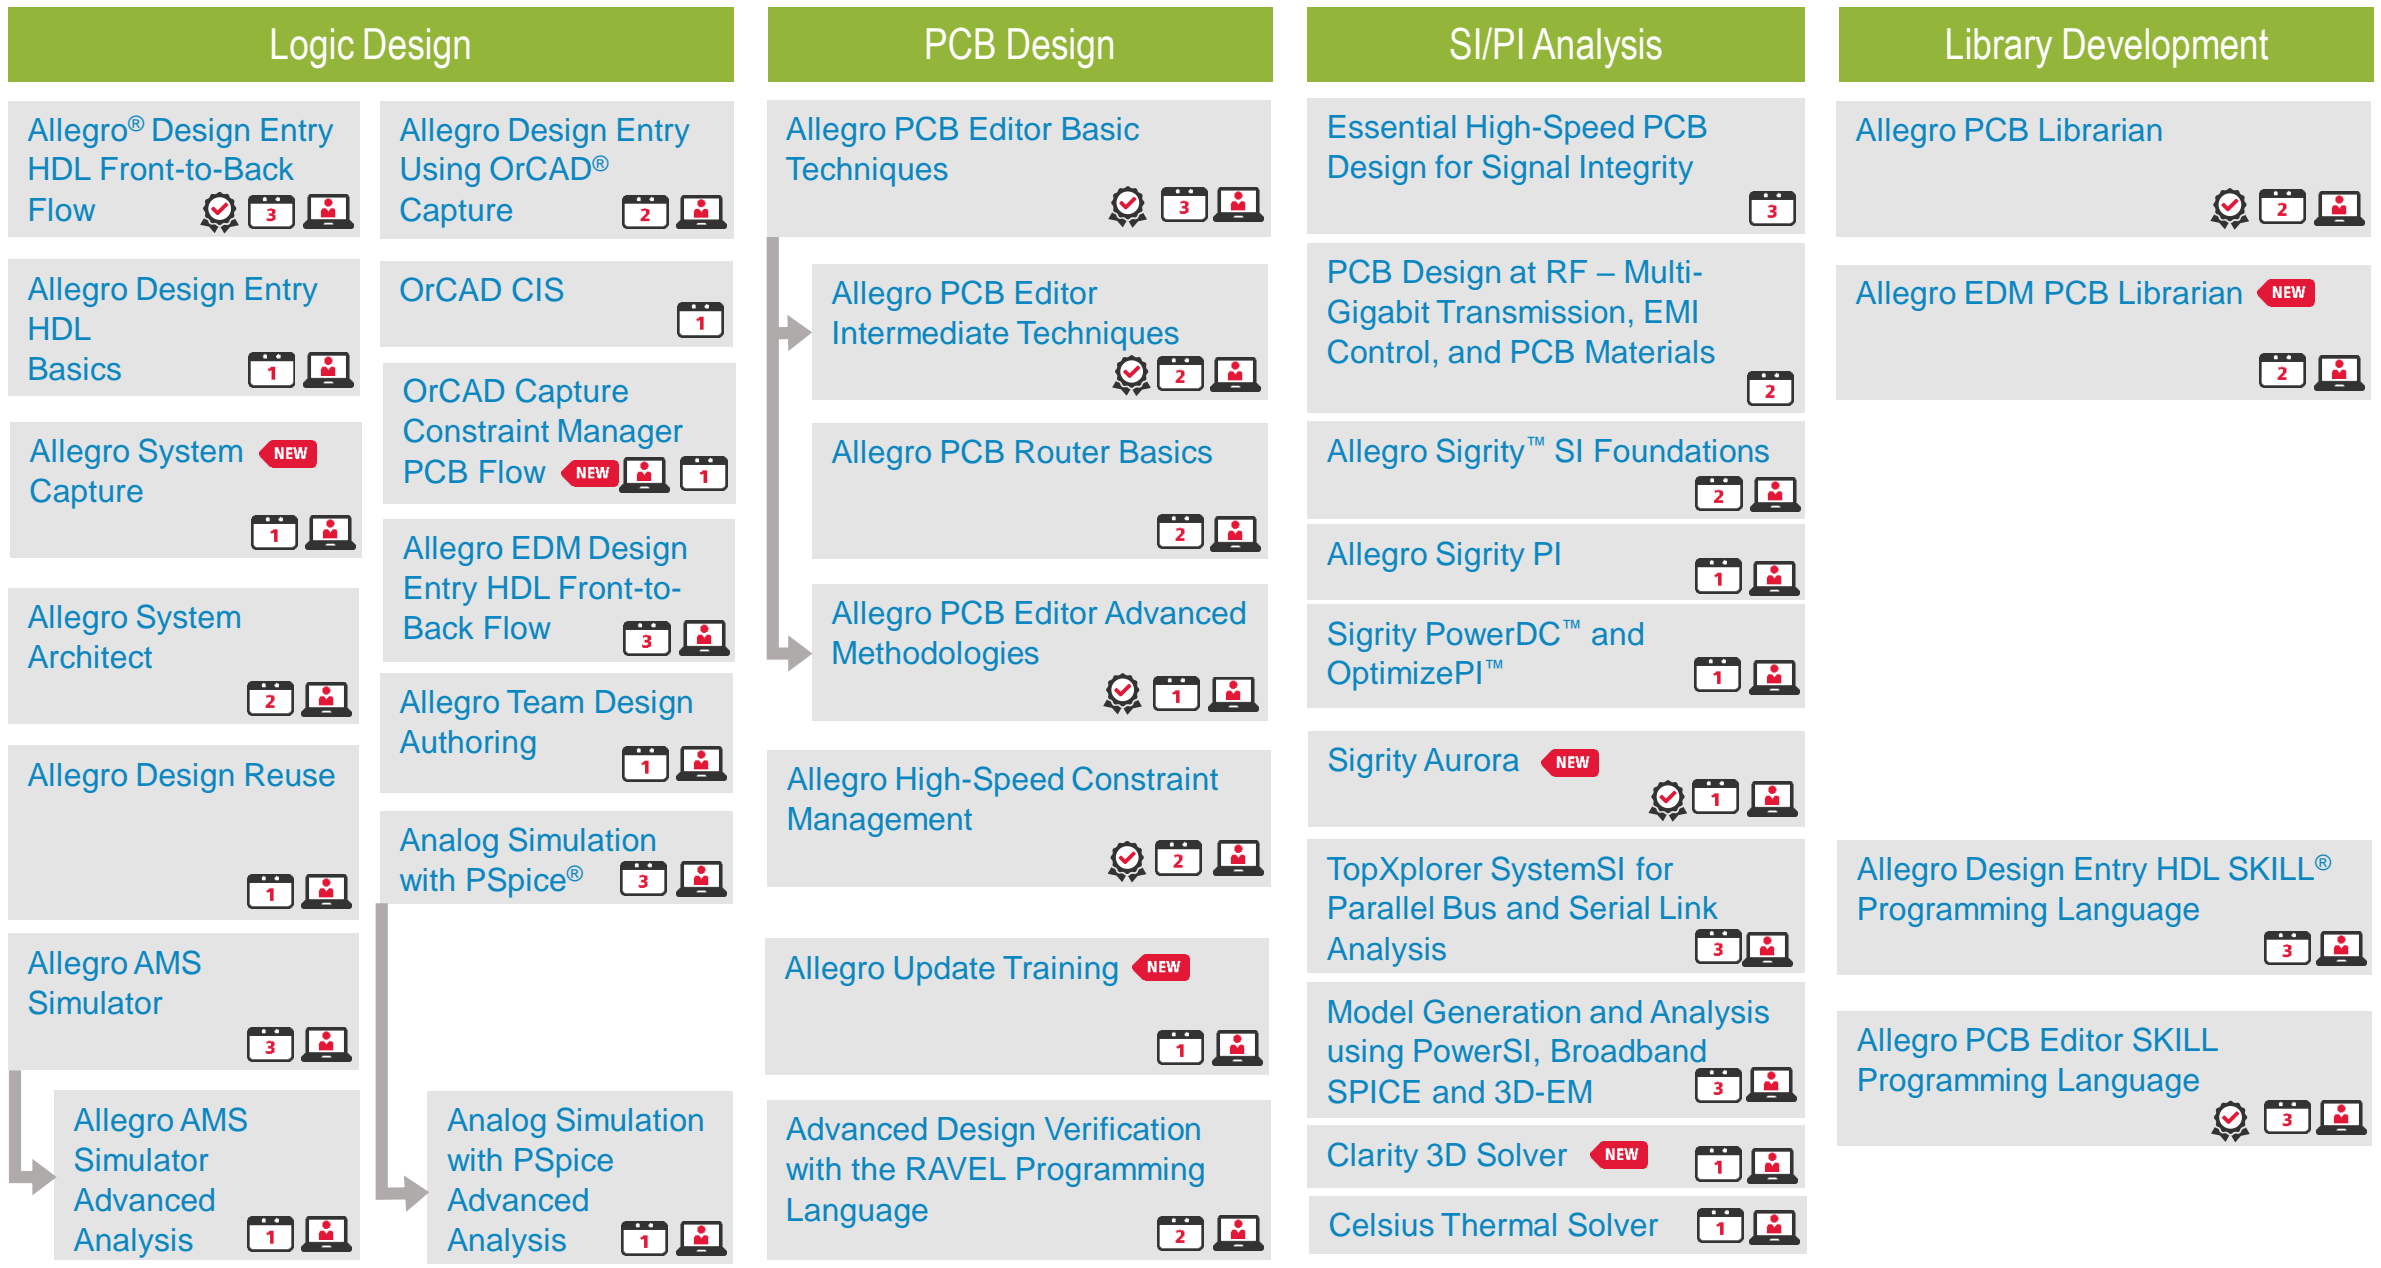 Logic Design
Allegro® Design Entry
HDL Front-to-Back
Flow
3
Allegro Design Entry
HDL
Basics
1
Allegro System NEW
Capture
1
Allegro System
Architect
2
Allegro Design Reuse
1
Allegro AMS
Simulator
3
Allegro AMS
Simulator
Advanced
Analysis
1
Allegro Design Entry
Using OrCAD®
Capture
2
OrCAD CIS
1
OrCAD Capture
Constraint Manager
PCB Flow NEW 1
Allegro EDM Design
Entry HDL Front-to-
Back Flow
3
Allegro Team Design
Authoring
1
Analog Simulation
with PSpice® 3
Analog Simulation
with PSpice
Advanced
Analysis
1
PCB Design
Allegro PCB Editor Basic
Techniques
3
Allegro PCB Editor
Intermediate Techniques
2
Allegro PCB Router Basics
2
Allegro PCB Editor Advanced
Methodologies
1
Allegro High-Speed Constraint
Management
2
Allegro Update Training NEW
1
Advanced Design Verification
with the RAVEL Programming
Language
2
SI/PI Analysis
Essential High-Speed PCB
Design for Signal Integrity
3
PCB Design at RF – Multi-
Gigabit Transmission, EMI
Control, and PCB Materials
2
Allegro Sigrity™ SI Foundations
2
Allegro Sigrity PI
1
Sigrity PowerDC™ and
OptimizePI™
1
Sigrity Aurora NEW
1
TopXplorer SystemSI for
Parallel Bus and Serial Link
Analysis
3
Model Generation and Analysis
using PowerSI, Broadband
SPICE and 3D-EM
3
Clarity 3D Solver NEW
1
Celsius Thermal Solver 1
Library Development
Allegro PCB Librarian
2
Allegro EDM PCB Librarian NEW
2
Allegro Design Entry HDL SKILL®
Programming Language
3
Allegro PCB Editor SKILL
Programming Language
3